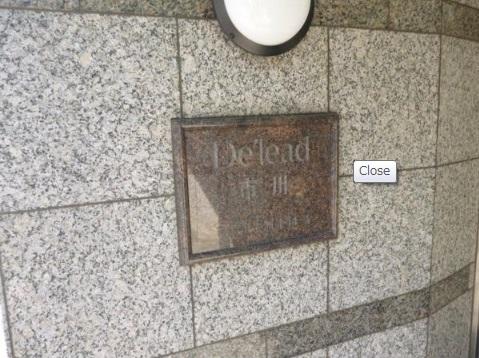 De'lead
市川
Close